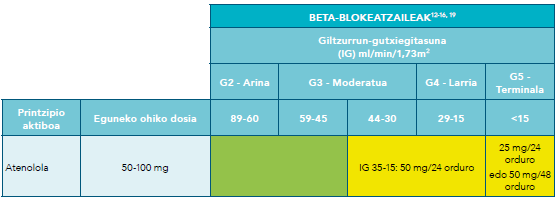 BETA-BLOKEATZAILEAK12-16, 19
Giltzurrun-gutxiegitasuna
(IG) ml/min/1,73m2
G2 - Arina
G3 - Moderatua
G4 - Larria
G5 -
Terminala
Printzipio
aktiboa
Eguneko ohiko dosia
89-60
59-45
44-30
29-15
<15
Atenolola
50-100 mg
IG 35-15: 50 mg/24 orduro
25 mg/24
orduro
edo 50 mg/48
orduro